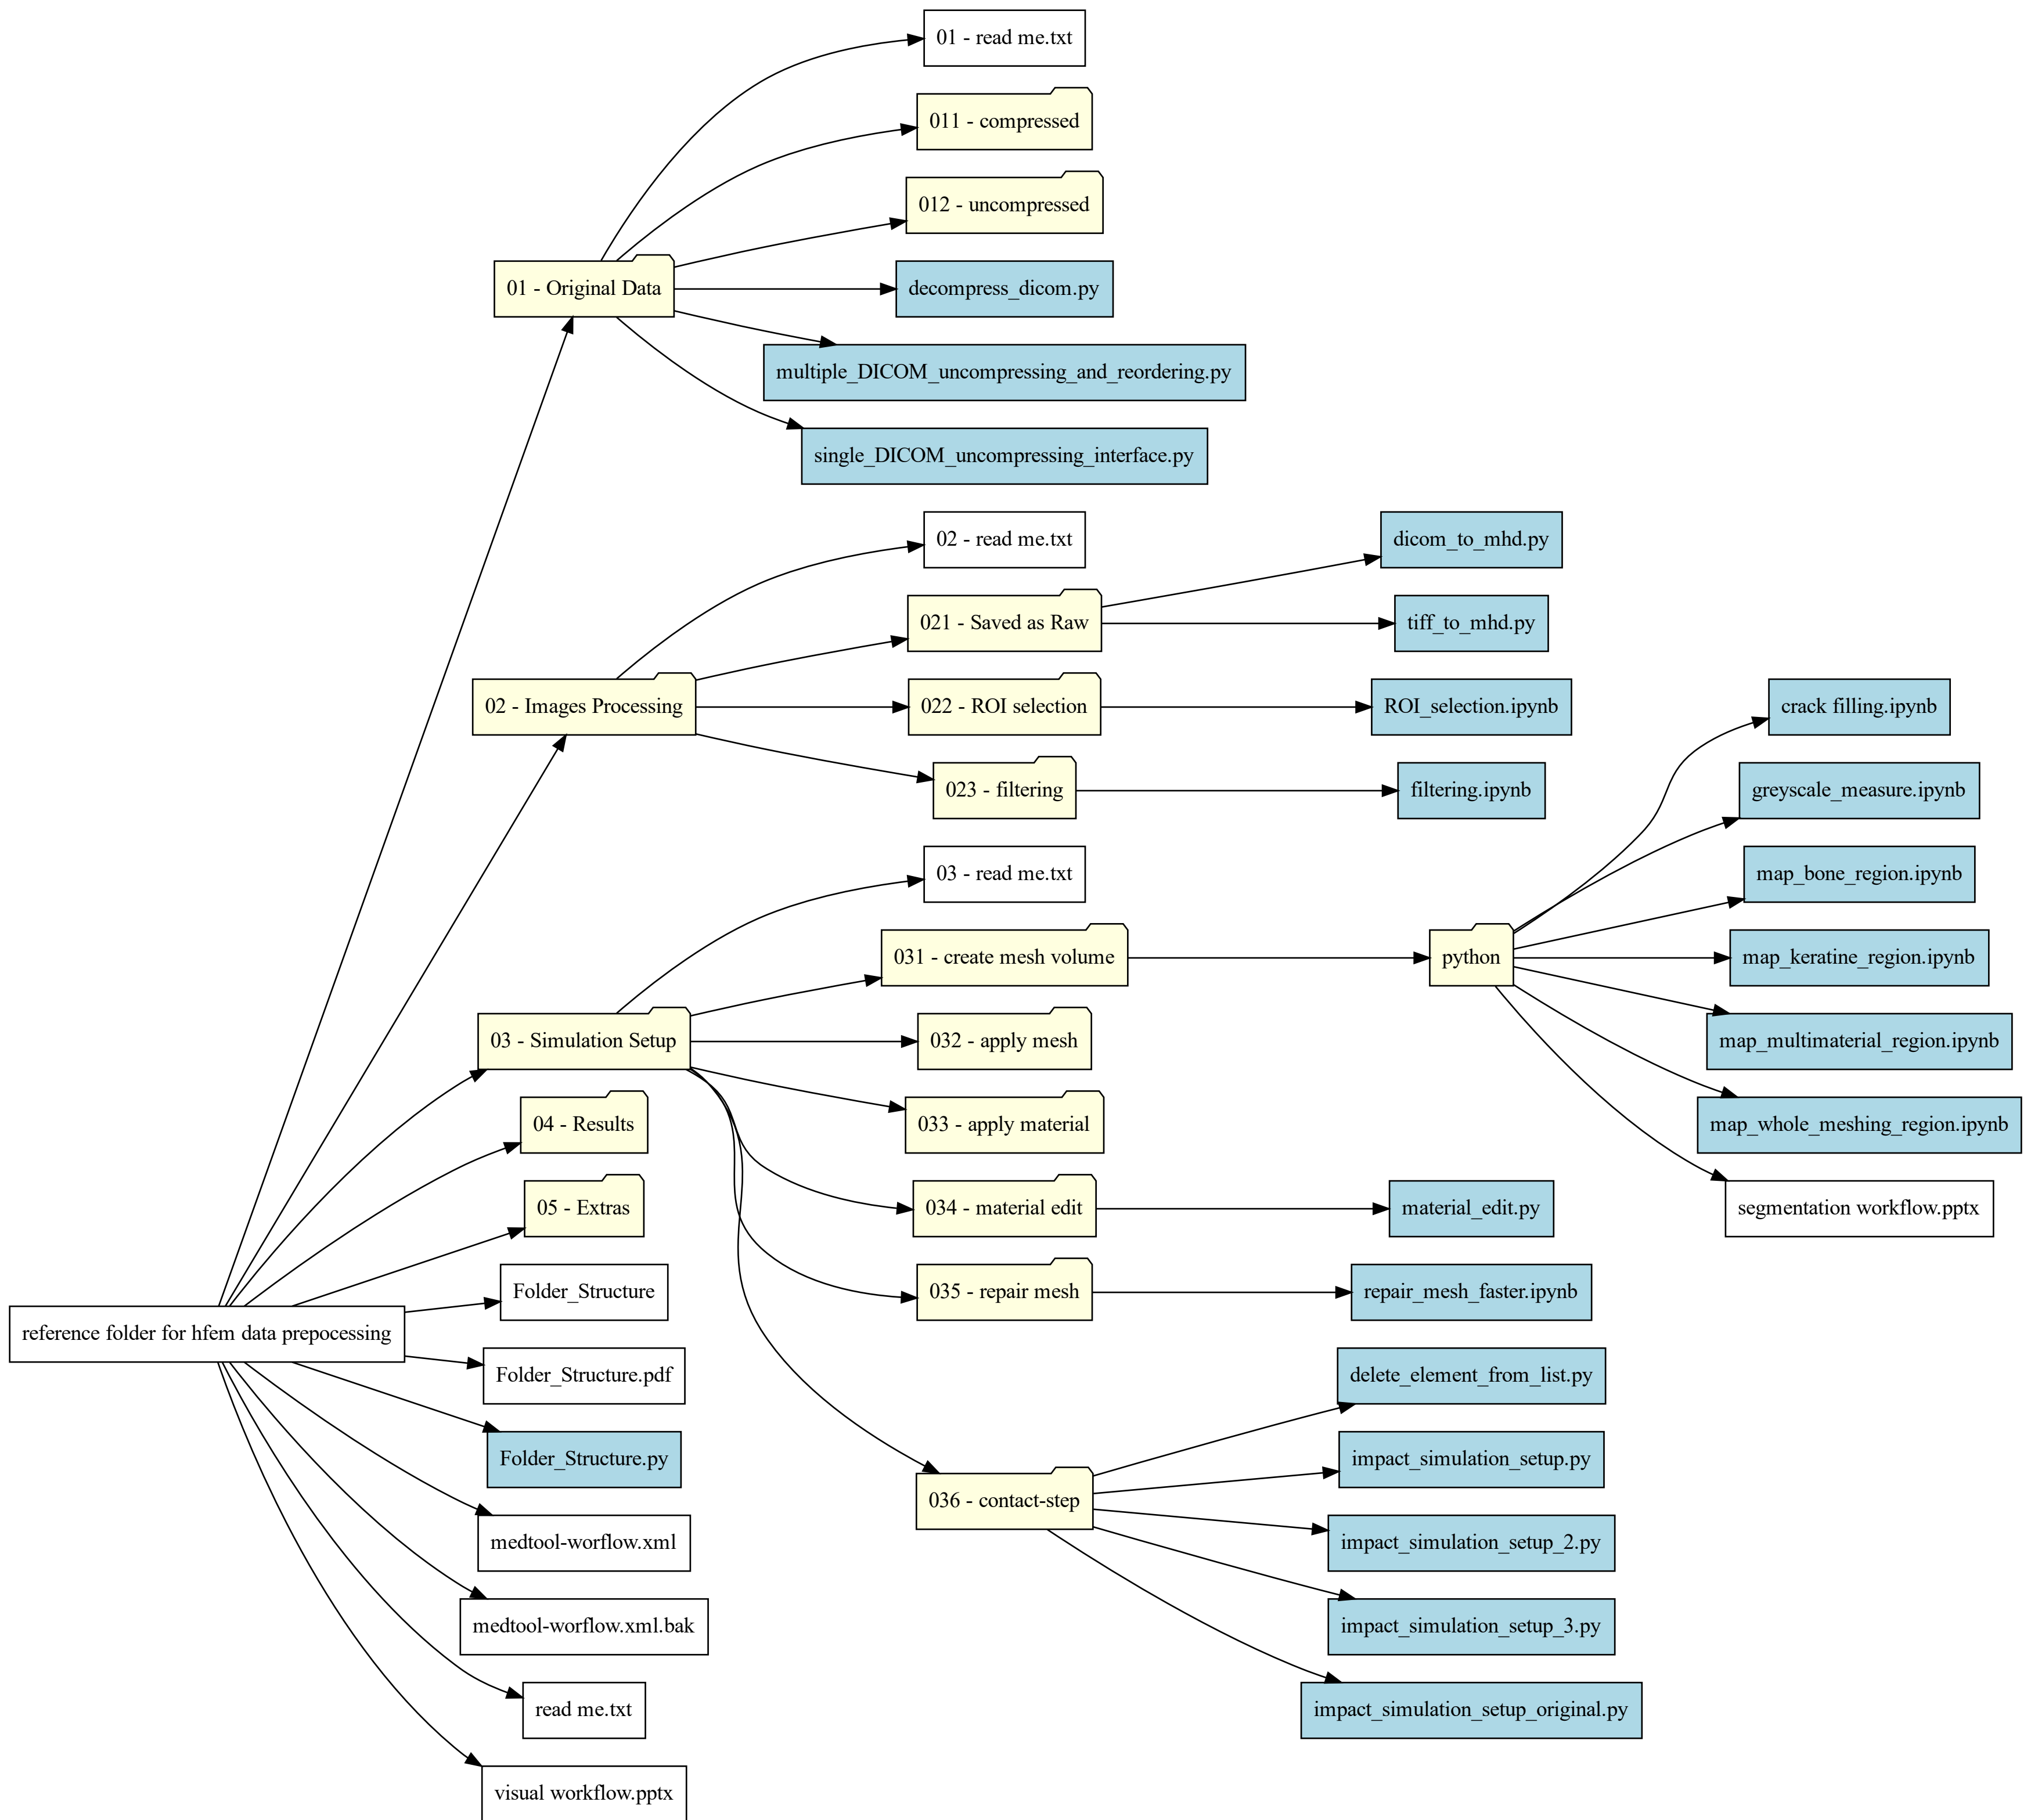 01 - read me.txt
011 - compressed
012 - uncompressed
01 - Original Data
decompress_dicom.py
multiple_DICOM_uncompressing_and_reordering.py
single_DICOM_uncompressing_interface.py
02 - read me.txt
dicom_to_mhd.py
021 - Saved as Raw
tiff_to_mhd.py
02 - Images Processing
022 - ROI selection
ROI_selection.ipynb
crack filling.ipynb
023 - filtering
filtering.ipynb
greyscale_measure.ipynb
03 - read me.txt
map_bone_region.ipynb
031 - create mesh volume
python
map_keratine_region.ipynb
03 - Simulation Setup
032 - apply mesh
map_multimaterial_region.ipynb
04 - Results
033 - apply material
map_whole_meshing_region.ipynb
05 - Extras
034 - material edit
material_edit.py
segmentation workflow.pptx
Folder_Structure
035 - repair mesh
repair_mesh_faster.ipynb
reference folder for hfem data prepocessing
Folder_Structure.pdf
delete_element_from_list.py
Folder_Structure.py
impact_simulation_setup.py
036 - contact-step
medtool-worflow.xml
impact_simulation_setup_2.py
medtool-worflow.xml.bak
impact_simulation_setup_3.py
read me.txt
impact_simulation_setup_original.py
visual workflow.pptx